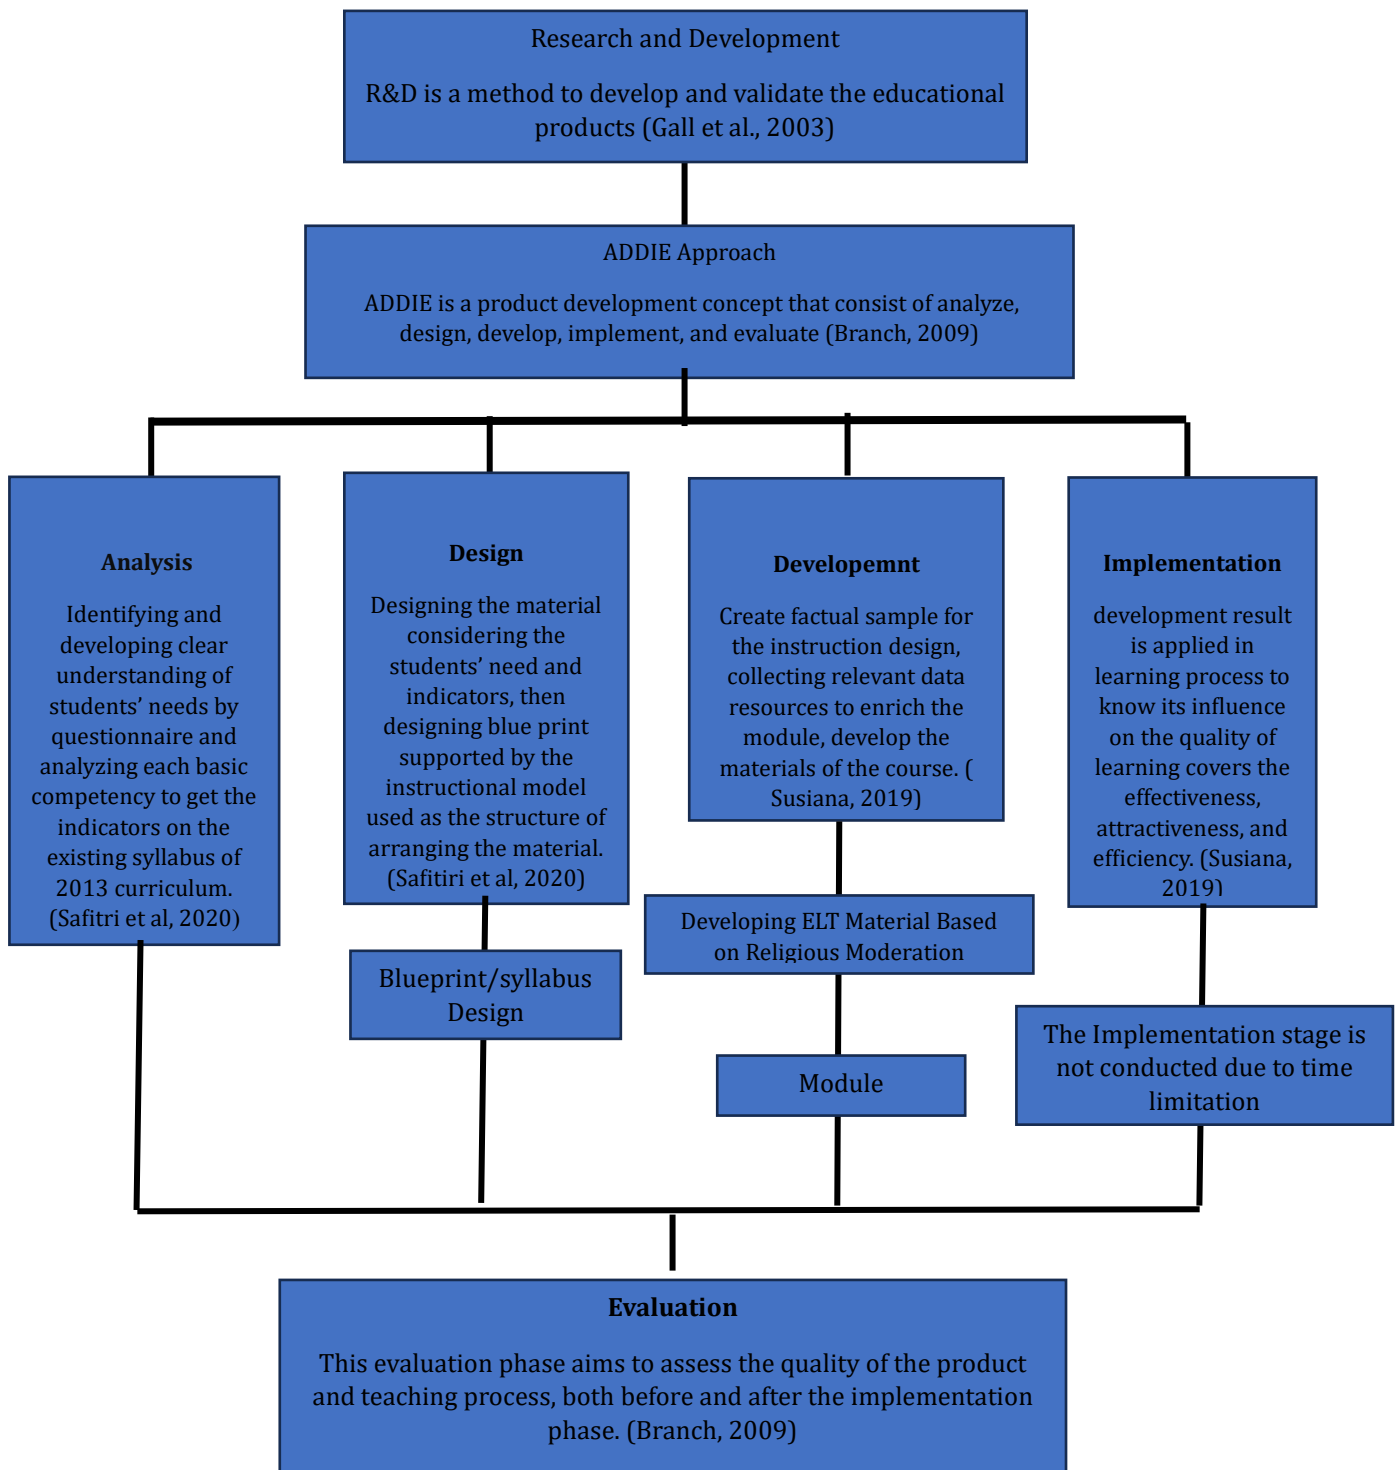 Research and Development
R&D is a method to develop and validate the educational
products (Gall et al., 2003)
ADDIE Approach
ADDIE is a product development concept that consist of analyze,
design, develop, implement, and evaluate (Branch, 2009)
Analysis
Identifying and
developing clear
understanding of
students’ needs by
questionnaire and
analyzing each basic
competency to get the
indicators on the
existing syllabus of
2013 curriculum.
(Safitri et al, 2020)
Design
Designing the material
considering the
students’ need and
indicators, then
designing blue print
supported by the
instructional model
used as the structure of
arranging the material.
(Safitiri et al, 2020)
Blueprint/syllabus
Design
Developemnt
Create factual sample for
the instruction design,
collecting relevant data
resources to enrich the
module, develop the
materials of the course. (
Susiana, 2019)
Developing ELT Material Based
on Religious Moderation
Module
Implementation
development result
is applied in
learning process to
know its influence
on the quality of
learning covers the
effectiveness,
attractiveness, and
efficiency. (Susiana,
2019)
The Implementation stage is
not conducted due to time
limitation
Evaluation
This evaluation phase aims to assess the quality of the product
and teaching process, both before and after the implementation
phase. (Branch, 2009)